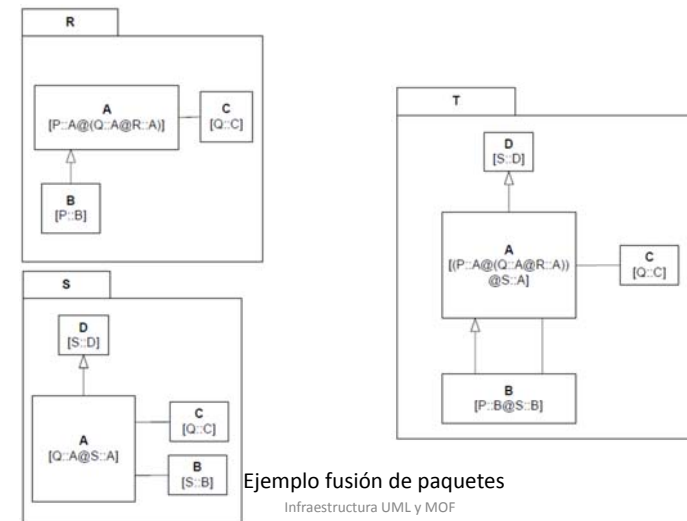 R
A
[P::A@(Q::A@R::A)]
C
[Q::C]
B
[P::B]
S
D
[S::D]
A
[Q::A@S::A]
C
[Q::C]
B
[S::B]
T
D
[S::D]
A
[(P::A@(Q::A@R::A))
@S::A]
C
[Q::C]
B
[P::B@S::B]
Ejemplo fusión de paquetes
Infraestructura UML y MOF